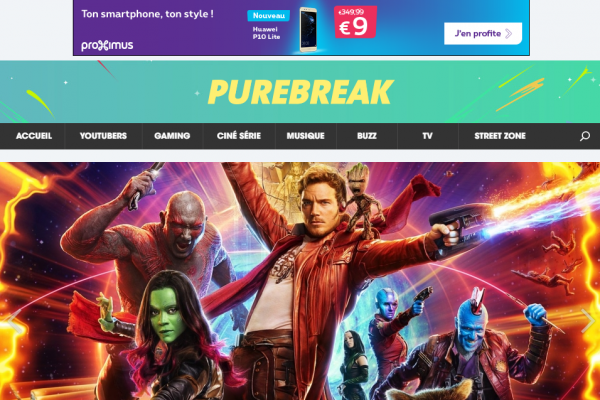 Ton smartphone, ton style !
Nouveau
Huawei
P10 Lite
€349,99
€9
J'en profite
proximus
PUREBREAK
ACCUEIL
YOUTUBERS
GAMING
CINÉ SÉRIE
MUSIQUE
BUZZ
TV
STREET ZONE